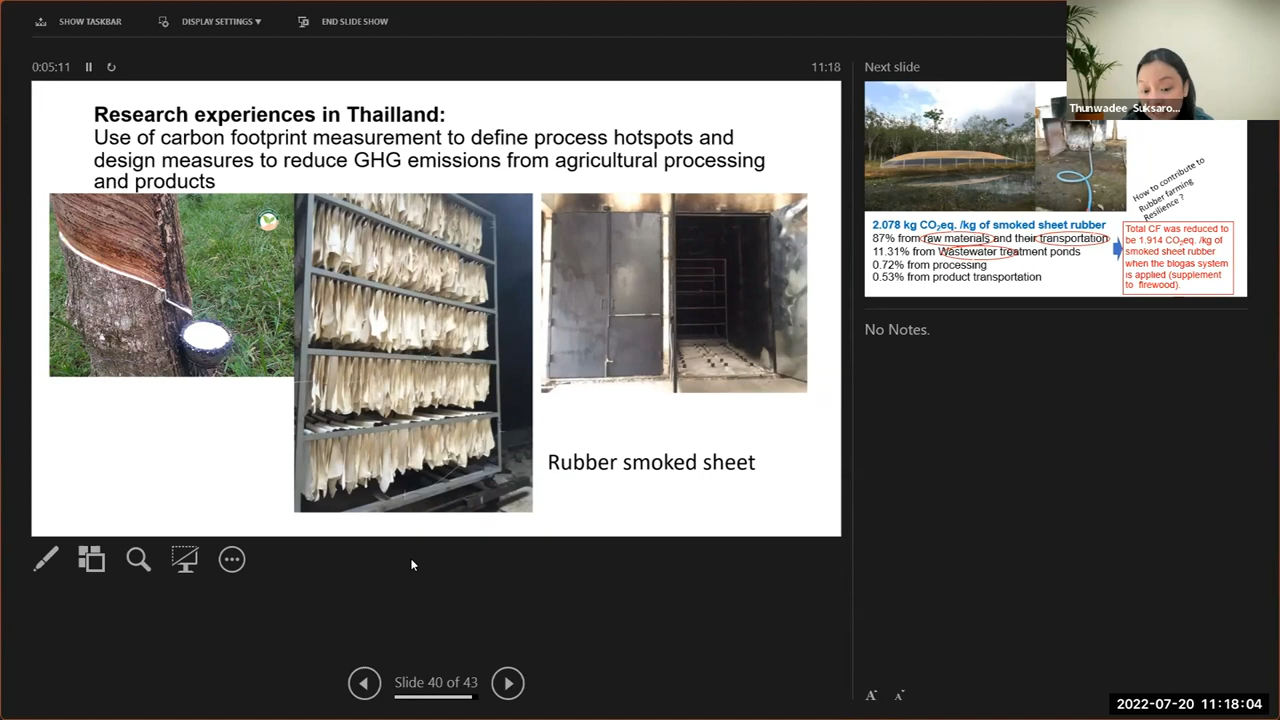 SHOW TASKBAR
DISPLAY SETTINGS ▼
END SLIDE SHOW
0:05:11
11:18
Next slide
Thunwadee Suksaro...
Research experiences in Thailland:
Use of carbon footprint measurement to define process hotspots and
design measures to reduce GHG emissions from agricultural processing
and products
Rubber smoked sheet
How to contribute to
Rubber farming
Resilience ?
2.078 kg CO₂eq. /kg of smoked sheet rubber
87% from raw materials and their transportation
11.31% from Wastewater treatment ponds
0.72% from processing
0.53% from product transportation
Total CF was reduced to
be 1.914 CO₂eq. /kg of
smoked sheet rubber
when the biogas system
is applied (supplement
to firewood).
No Notes.
Slide 40 of 43
A A
2022-07-20 11:18:04